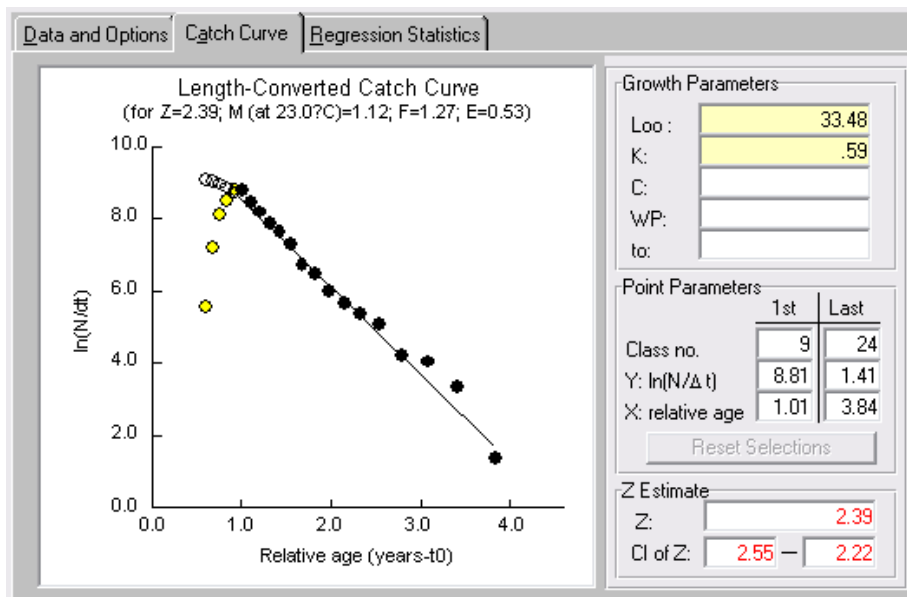 Data and Options Catch Curve Regression Statistics
Length-Converted Catch Curve
(for Z=2.39; M (at 23.0?C)=1.12; F=1.27; E=0.53)
10.0
8.0
6.0
4.0
2.0
0.0
ln(N/dt)
0.0 1.0 2.0 3.0 4.0
Relative age (years-t0)
Growth Parameters
Loo : 33.48
K: .59
C:
WP:
to:
Point Parameters
1st Last
Class no. 9 24
Y: ln(N/Δ t) 8.81 1.41
X: relative age 1.01 3.84
Reset Selections
Z Estimate
Z: 2.39
CI of Z: 2.55 — 2.22